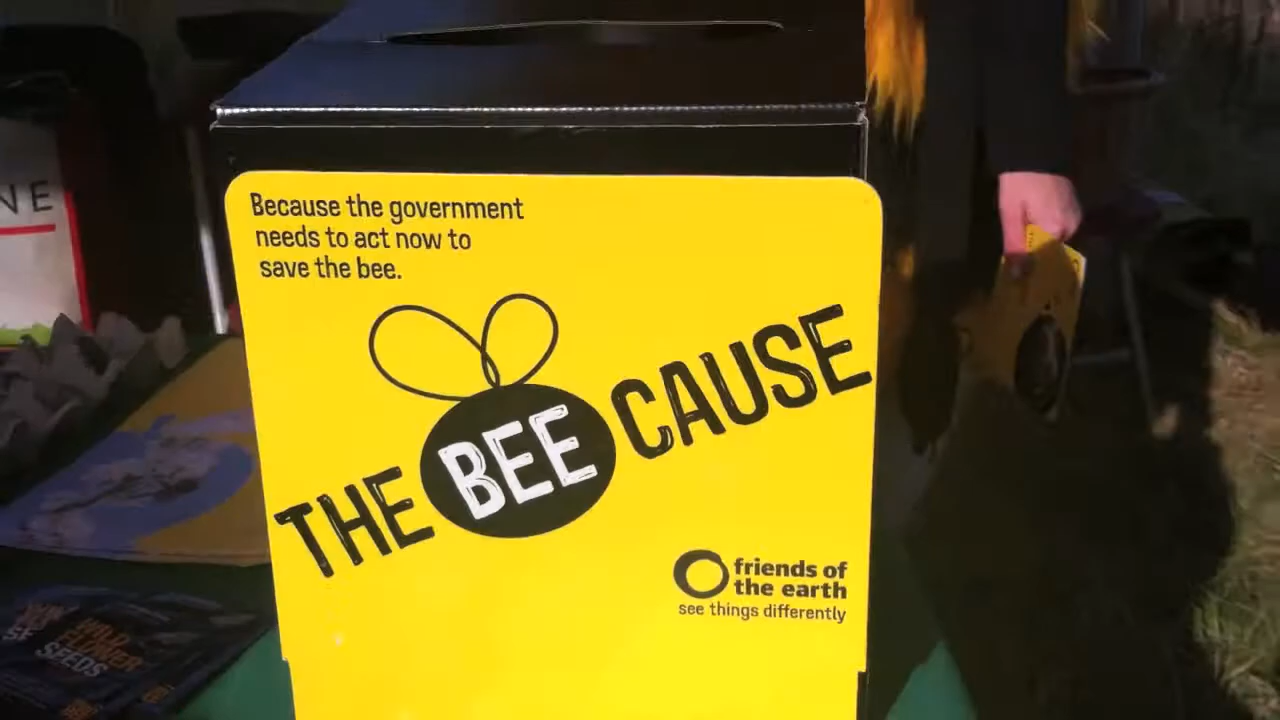 Because the government
needs to act now to
save the bee.
THE BEE CAUSE
friends of
the earth
see things differently
NE
WILD
FLOWER
SEEDS